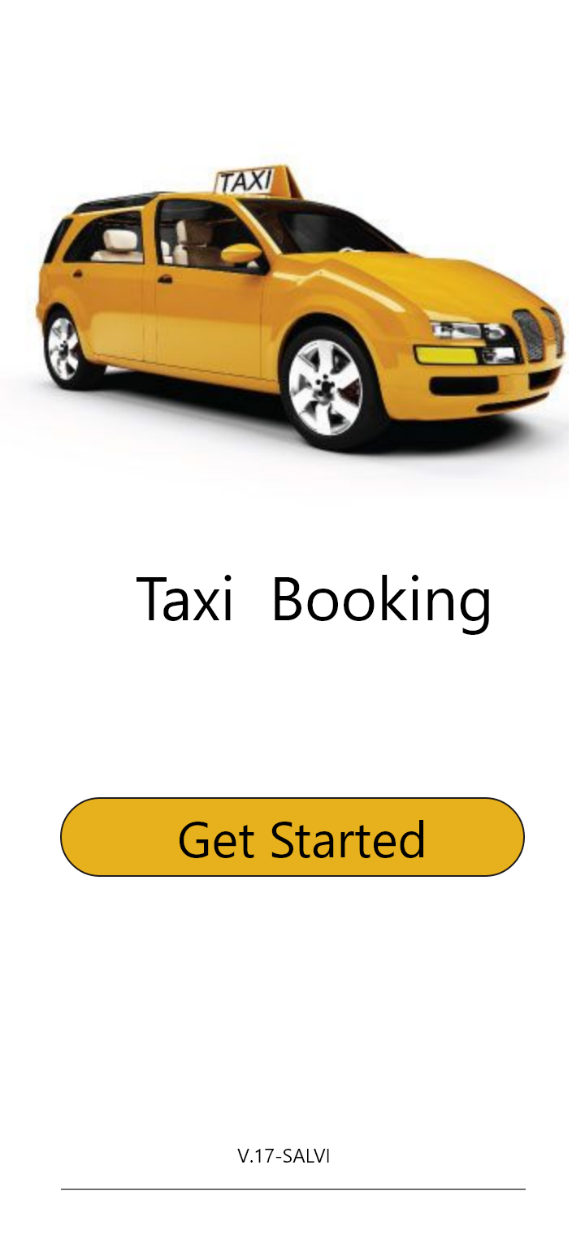 TAXI
Taxi Booking
Get Started
V.17-SALVI